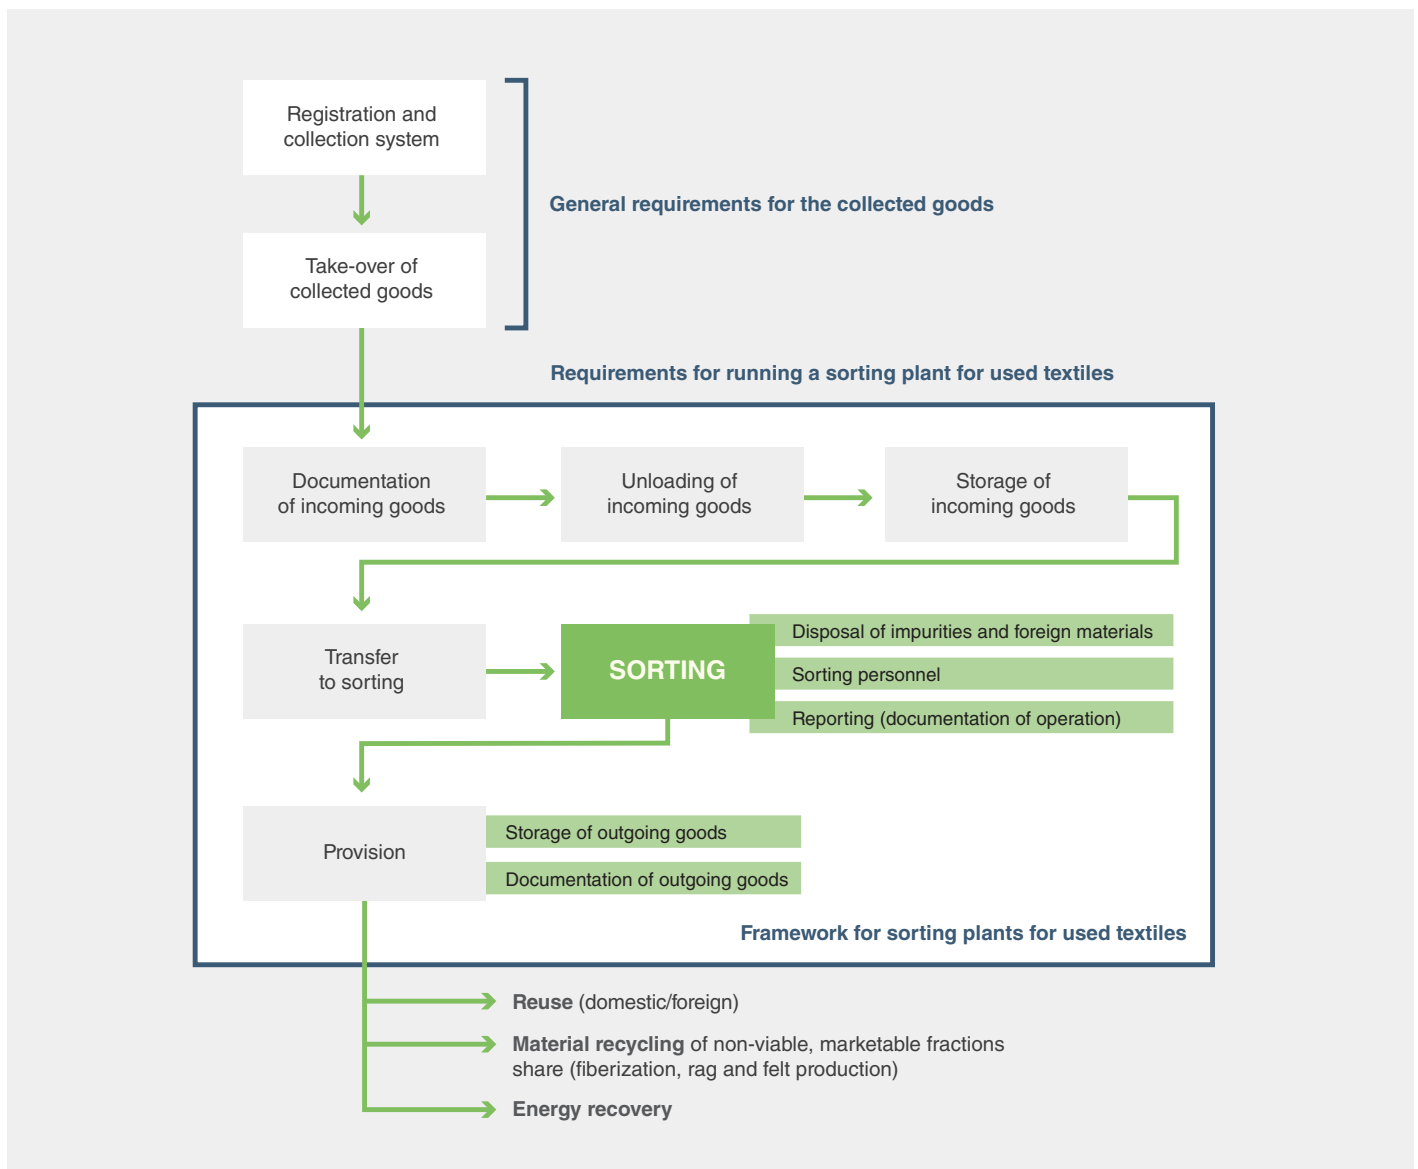 Registration and
collection system
General requirements for the collected goods
Take-over of
collected goods
Requirements for running a sorting plant for used textiles
Documentation
of incoming goods
Unloading of
incoming goods
Storage of
incoming goods
Transfer
to sorting
SORTING
Disposal of impurities and foreign materials
Sorting personnel
Reporting (documentation of operation)
Provision
Storage of outgoing goods
Documentation of outgoing goods
Framework for sorting plants for used textiles
Reuse (domestic/foreign)
Material recycling of non-viable, marketable fractions
share (fiberization, rag and felt production)
Energy recovery